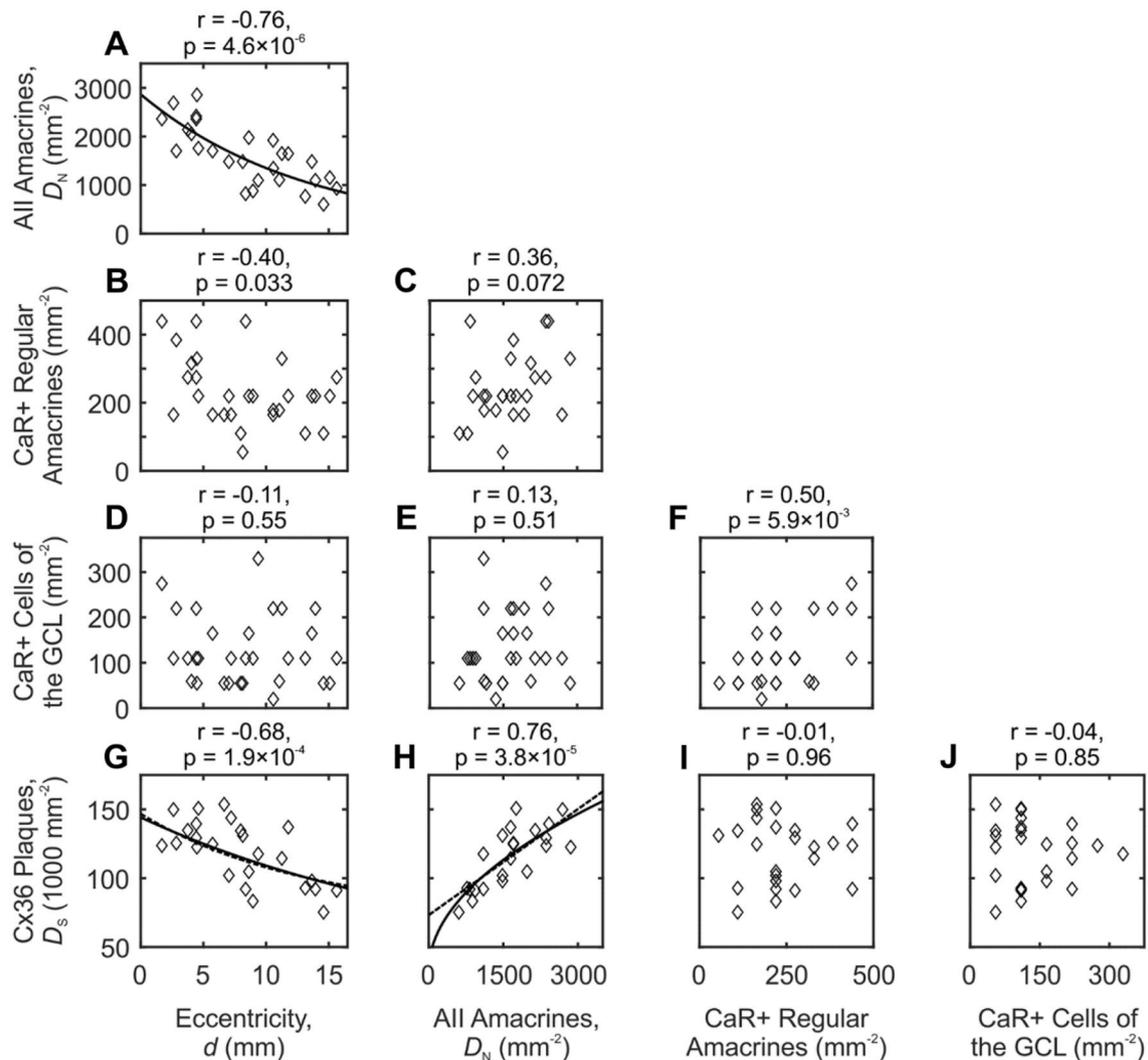 A
r = -0.76,
p = 4.6×10⁻⁶
All Amacrines,
D_N (mm⁻²)
3000
2000
1000
0
B
r = -0.40,
p = 0.033
C
r = 0.36,
p = 0.072
CaR+ Regular
Amacrines (mm⁻²)
400
200
0
D
r = -0.11,
p = 0.55
E
r = 0.13,
p = 0.51
F
r = 0.50,
p = 5.9×10⁻³
CaR+ Cells of
the GCL (mm⁻²)
300
200
100
0
G
r = -0.68,
p = 1.9×10⁻⁴
H
r = 0.76,
p = 3.8×10⁻⁵
I
r = -0.01,
p = 0.96
J
r = -0.04,
p = 0.85
Cx36 Plaques,
D_S (1000 mm⁻²)
150
100
50
0 5 10 15
0 1500 3000
0 250 500
0 150 300
Eccentricity,
d (mm)
All Amacrines,
D_N (mm⁻²)
CaR+ Regular
Amacrines (mm⁻²)
CaR+ Cells of
the GCL (mm⁻²)